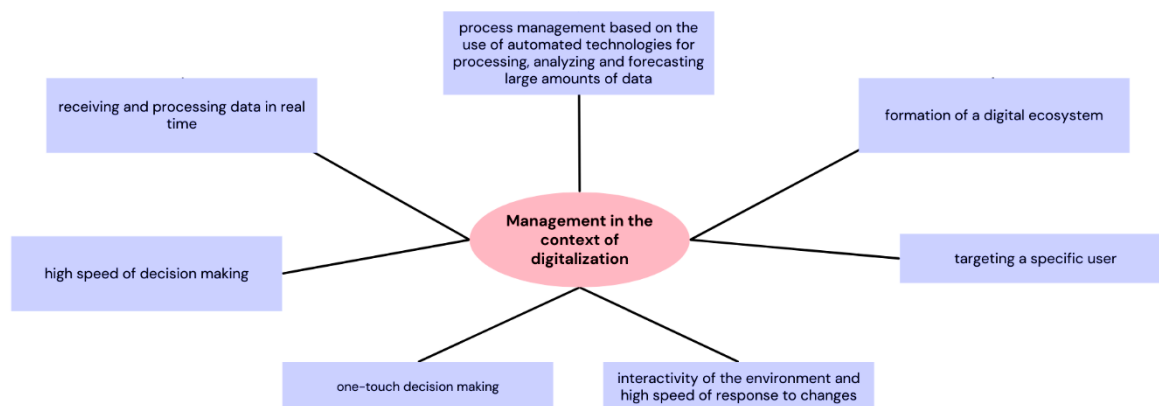 process management based on the
use of automated technologies for
processing, analyzing and forecasting
large amounts of data
receiving and processing data in real
time
formation of a digital ecosystem
Management in the
context of
digitalization
high speed of decision making
targeting a specific user
one-touch decision making
interactivity of the environment and
high speed of response to changes